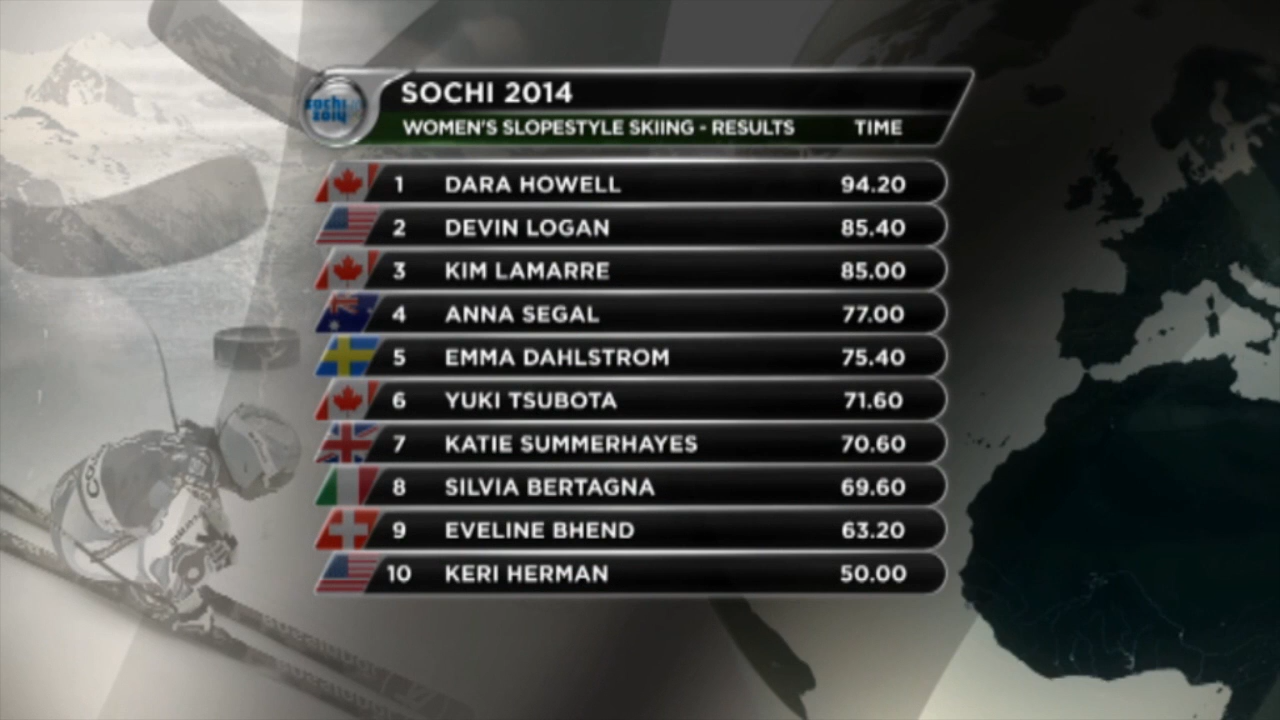 SOCHI 2014
sochi
2014
WOMEN'S SLOPESTYLE SKIING - RESULTS TIME
1 DARA HOWELL 94.20
2 DEVIN LOGAN 85.40
3 KIM LAMARRE 85.00
4 ANNA SEGAL 77.00
5 EMMA DAHLSTROM 75.40
6 YUKI TSUBOTA 71.60
7 KATIE SUMMERHAYES 70.60
8 SILVIA BERTAGNA 69.60
9 EVELINE BHEND 63.20
10 KERI HERMAN 50.00